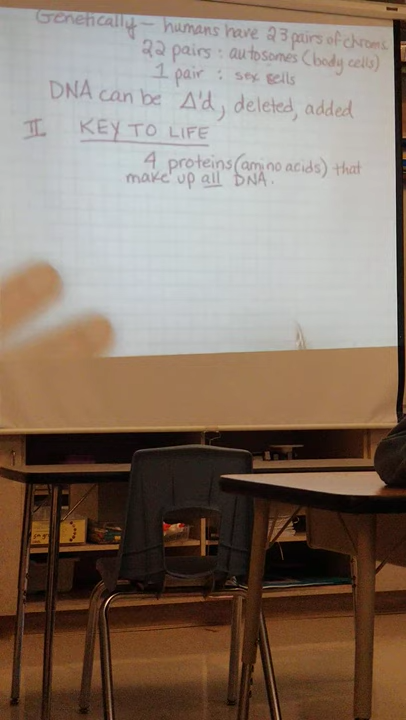 Genetically - humans have 23 pairs of chroms
22 pairs : autosomes (body cells)
1 pair : sex cells
DNA can be Δ'd, deleted, added
II KEY TO LIFE
4 proteins (amino acids) that
make up all DNA.